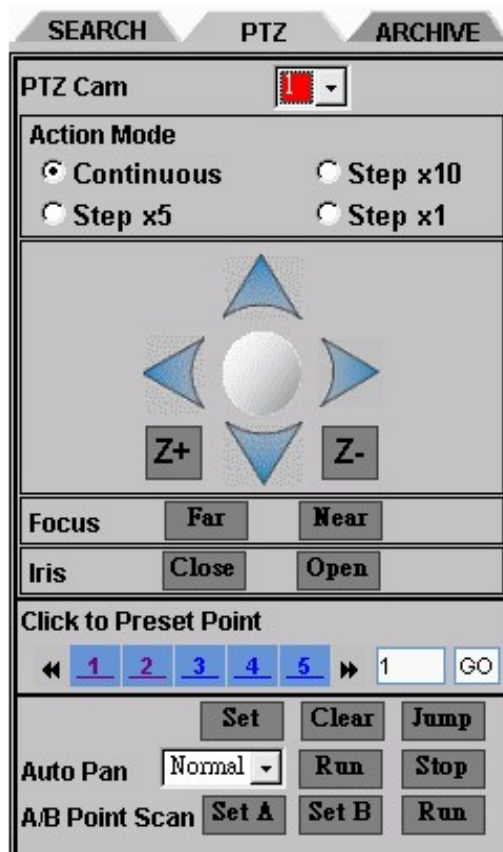 SEARCH PTZ ARCHIVE
PTZ Cam 1
Action Mode
Continuous Step x10
Step x5 Step x1
Z+ Z-
Focus Far Near
Iris Close Open
Click to Preset Point
1 2 3 4 5 1 GO
Set Clear Jump
Auto Pan Normal Run Stop
A/B Point Scan Set A Set B Run